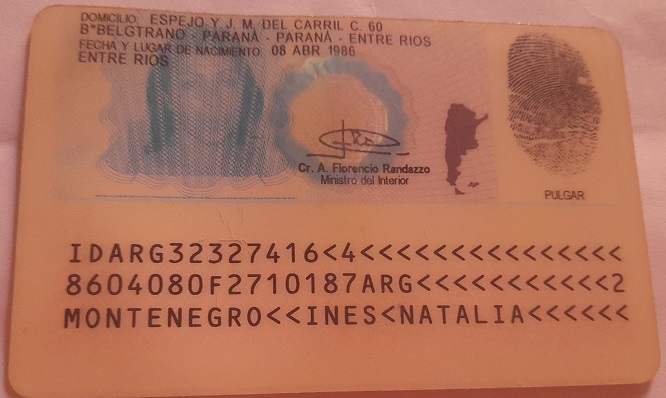 DOMICILIO: ESPEJO Y J. M. DEL CARRIL C. 60
BºBELGTRANO - PARANÁ - PARANÁ - ENTRE RIOS
FECHA Y LUGAR DE NACIMIENTO: 08 ABR 1986
ENTRE RIOS
Cr. A. Florencio Randazzo
Ministro del Interior
PULGAR
IDARG32327416<4<<<<<<<<<<<<<<<
8604080F2710187ARG<<<<<<<<<<<2
MONTENEGRO<<INES<NATALIA<<<<<<